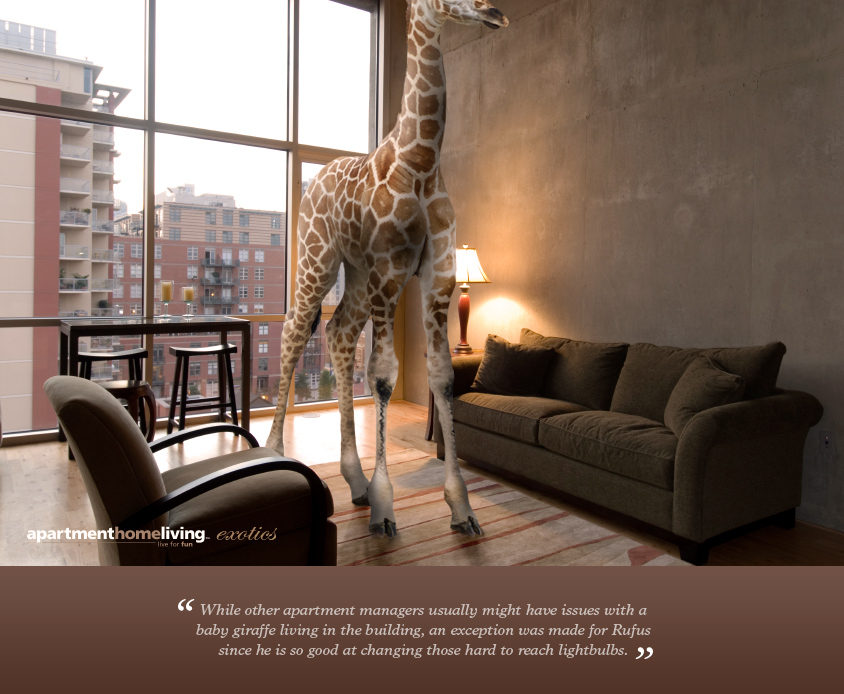 apartmenthomeliving exotics
live for fun
“ While other apartment managers usually might have issues with a
baby giraffe living in the building, an exception was made for Rufus
since he is so good at changing those hard to reach lightbulbs. ”